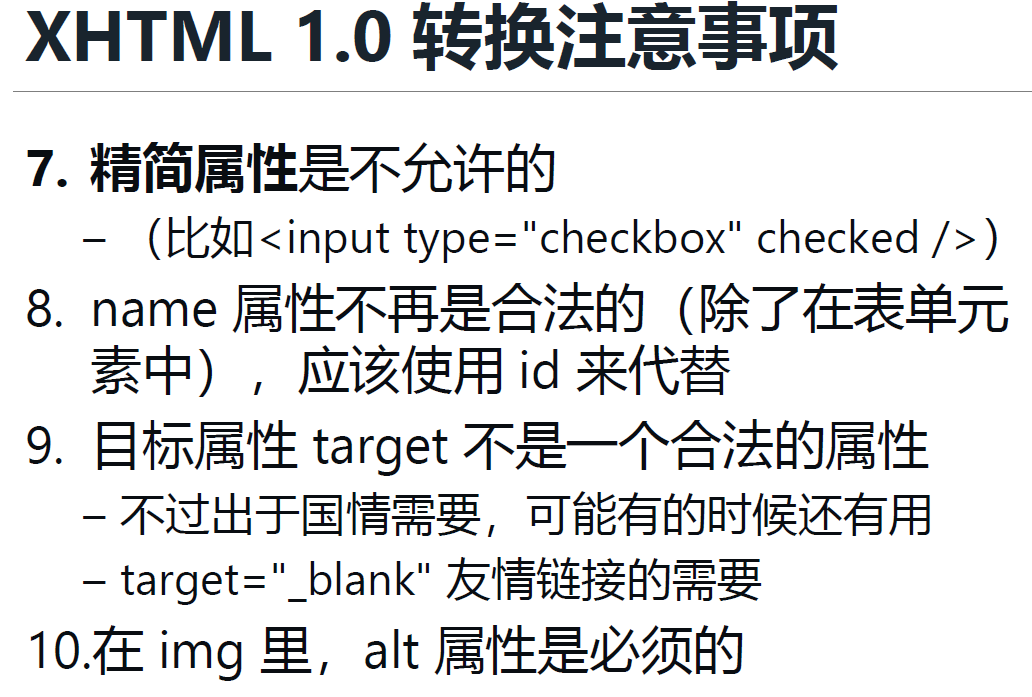 XHTML 1.0 转换注意事项
7. 精简属性是不允许的
– （比如<input type="checkbox" checked />）
8. name 属性不再是合法的（除了在表单元
素中），应该使用 id 来代替
9. 目标属性 target 不是一个合法的属性
– 不过出于国情需要，可能有的时候还有用
– target="_blank" 友情链接的需要
10.在 img 里，alt 属性是必须的